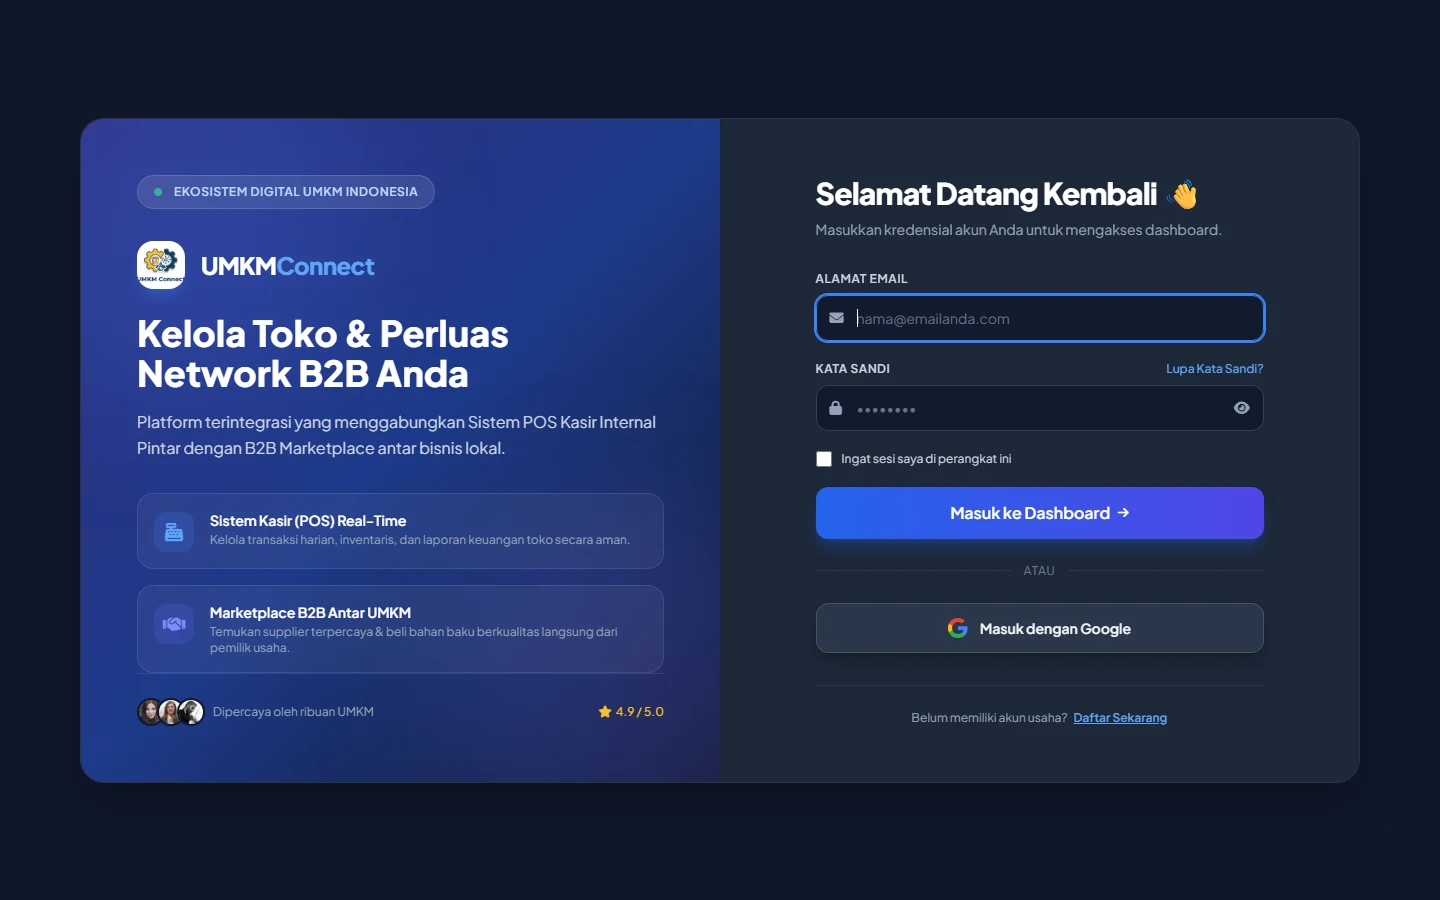 EKOSISTEM DIGITAL UMKM INDONESIA
UMKM Connect
UMKMConnect
Kelola Toko & Perluas
Network B2B Anda
Platform terintegrasi yang menggabungkan Sistem POS Kasir Internal
Pintar dengan B2B Marketplace antar bisnis lokal.
Sistem Kasir (POS) Real-Time
Kelola transaksi harian, inventaris, dan laporan keuangan toko secara aman.
Marketplace B2B Antar UMKM
Temukan supplier terpercaya & beli bahan baku berkualitas langsung dari
pemilik usaha.
Dipercaya oleh ribuan UMKM
4.9 / 5.0
Selamat Datang Kembali 👋
Masukkan kredensial akun Anda untuk mengakses dashboard.
ALAMAT EMAIL
nama@emailanda.com
KATA SANDI
Lupa Kata Sandi?
••••••••
Ingat sesi saya di perangkat ini
Masuk ke Dashboard →
ATAU
Masuk dengan Google
Belum memiliki akun usaha? Daftar Sekarang